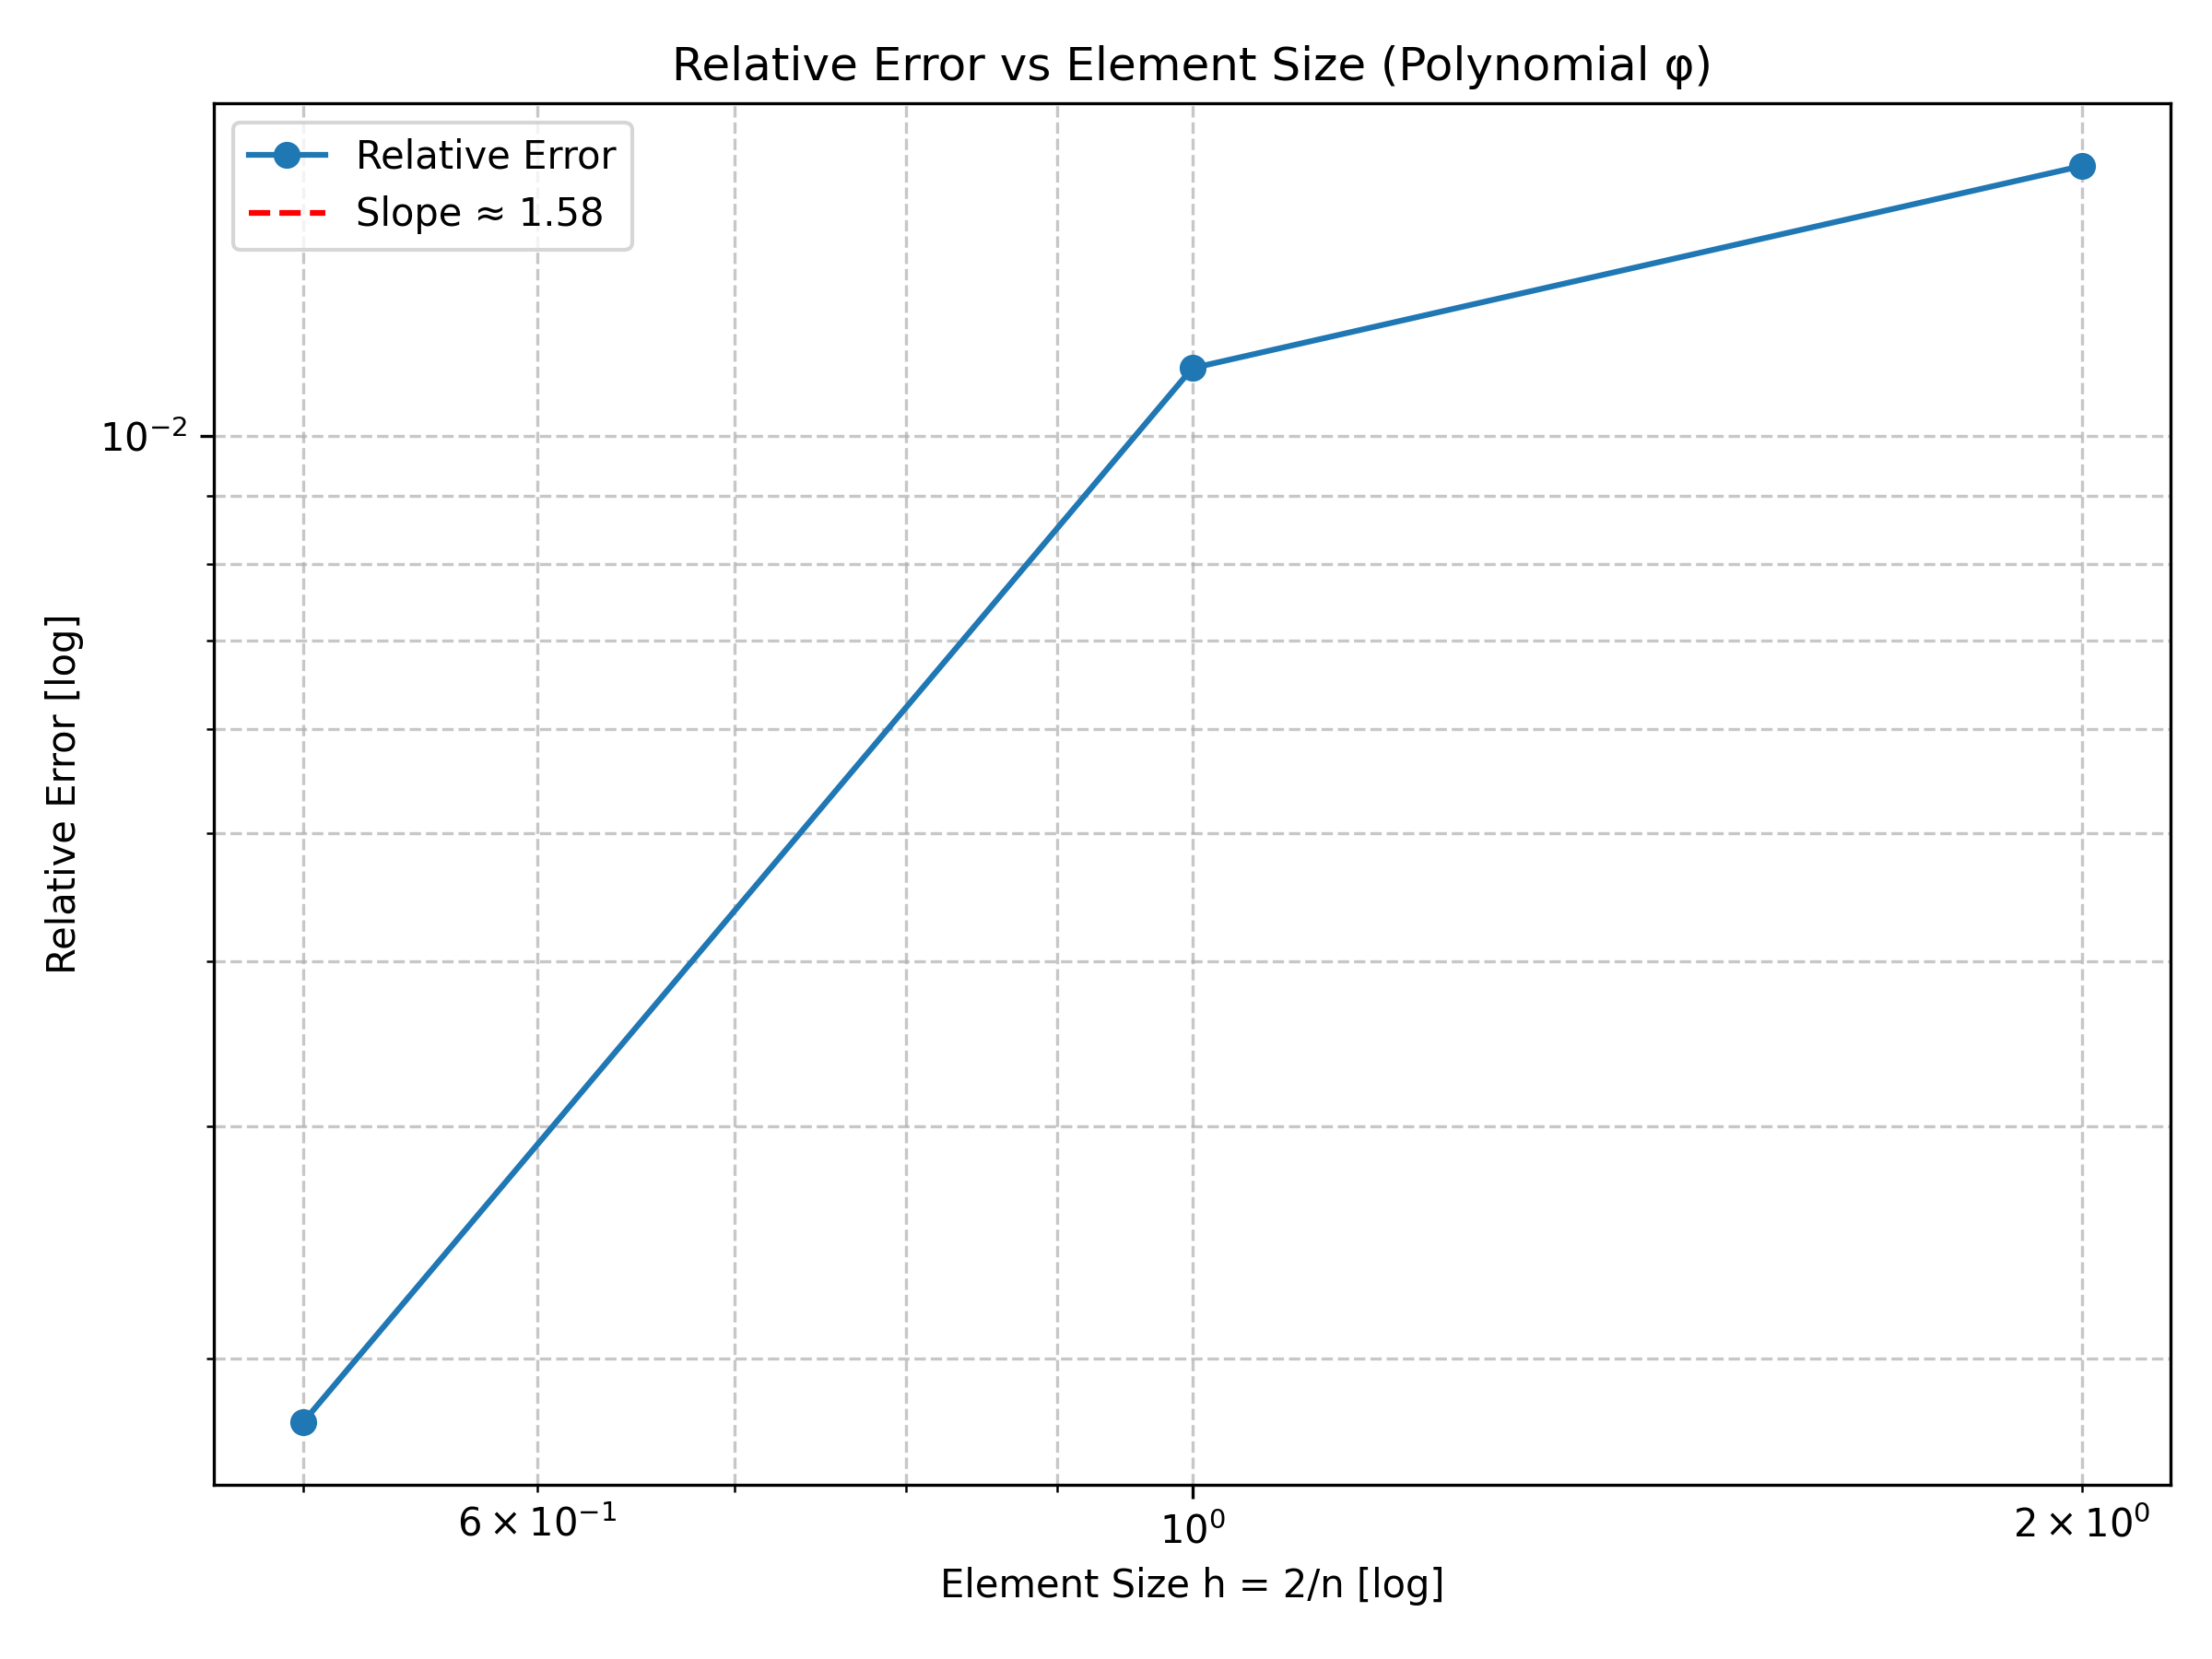 Relative Error vs Element Size (Polynomial φ)
Relative Error
Slope ≈ 1.58
10⁻²
Relative Error [log]
6 × 10⁻¹
10⁰
2 × 10⁰
Element Size h = 2/n [log]